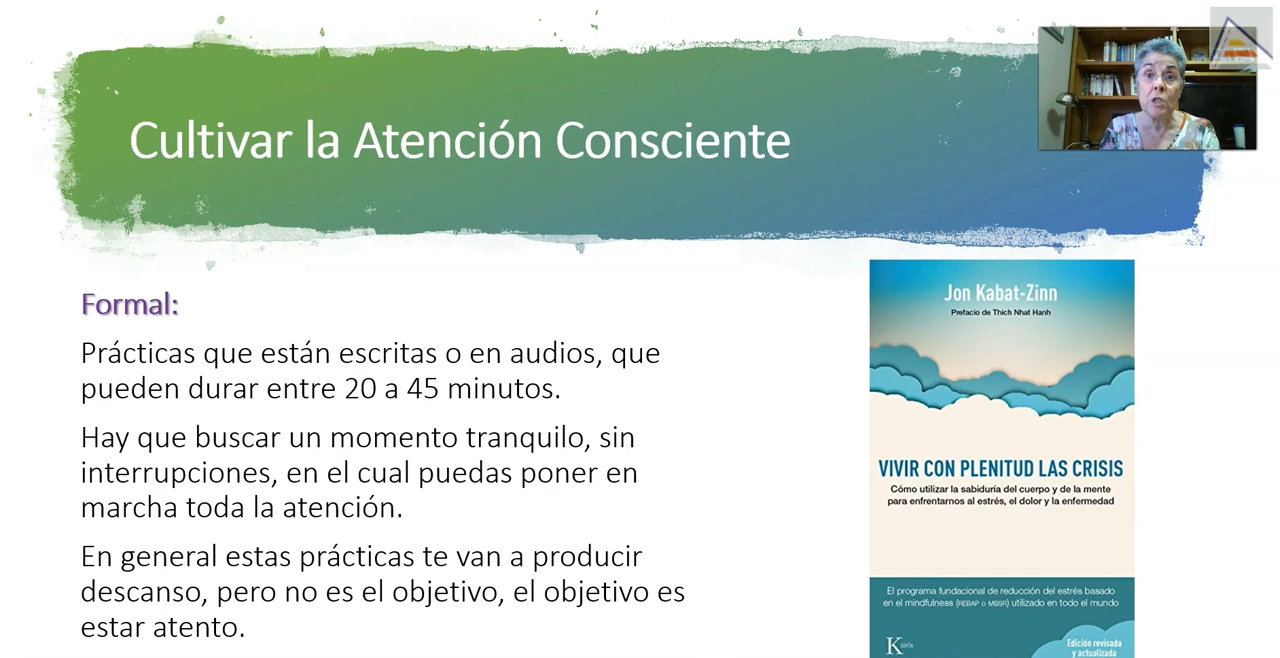 Cultivar la Atención Consciente
Formal:
Prácticas que están escritas o en audios, que
pueden durar entre 20 a 45 minutos.
Hay que buscar un momento tranquilo, sin
interrupciones, en el cual puedas poner en
marcha toda la atención.
En general estas prácticas te van a producir
descanso, pero no es el objetivo, el objetivo es
estar atento.
Jon Kabat-Zinn
Prefacio de Thich Nhat Hanh
VIVIR CON PLENITUD LAS CRISIS
Cómo utilizar la sabiduría del cuerpo y de la mente
para enfrentarnos al estrés, el dolor y la enfermedad
El programa fundacional de reducción del estrés basado
en el mindfulness (REBAP o MBSR) utilizado en todo el mundo
Kairós
Edición revisada
y actualizada